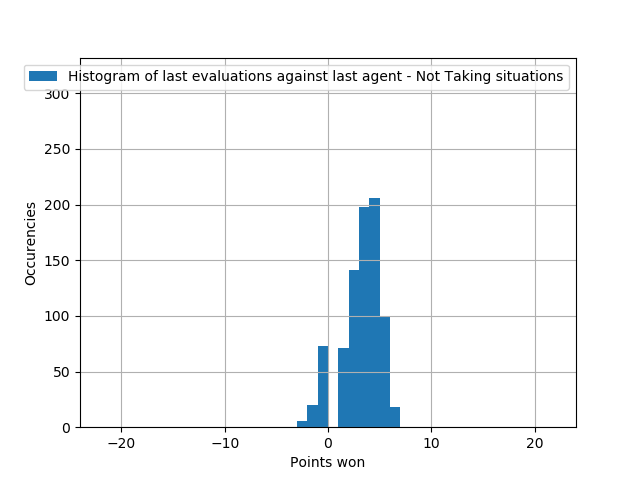 Histogram of last evaluations against last agent - Not Taking situations
300
250
200
150
100
50
0
Occurencies
−20 −10 0 10 20
Points won